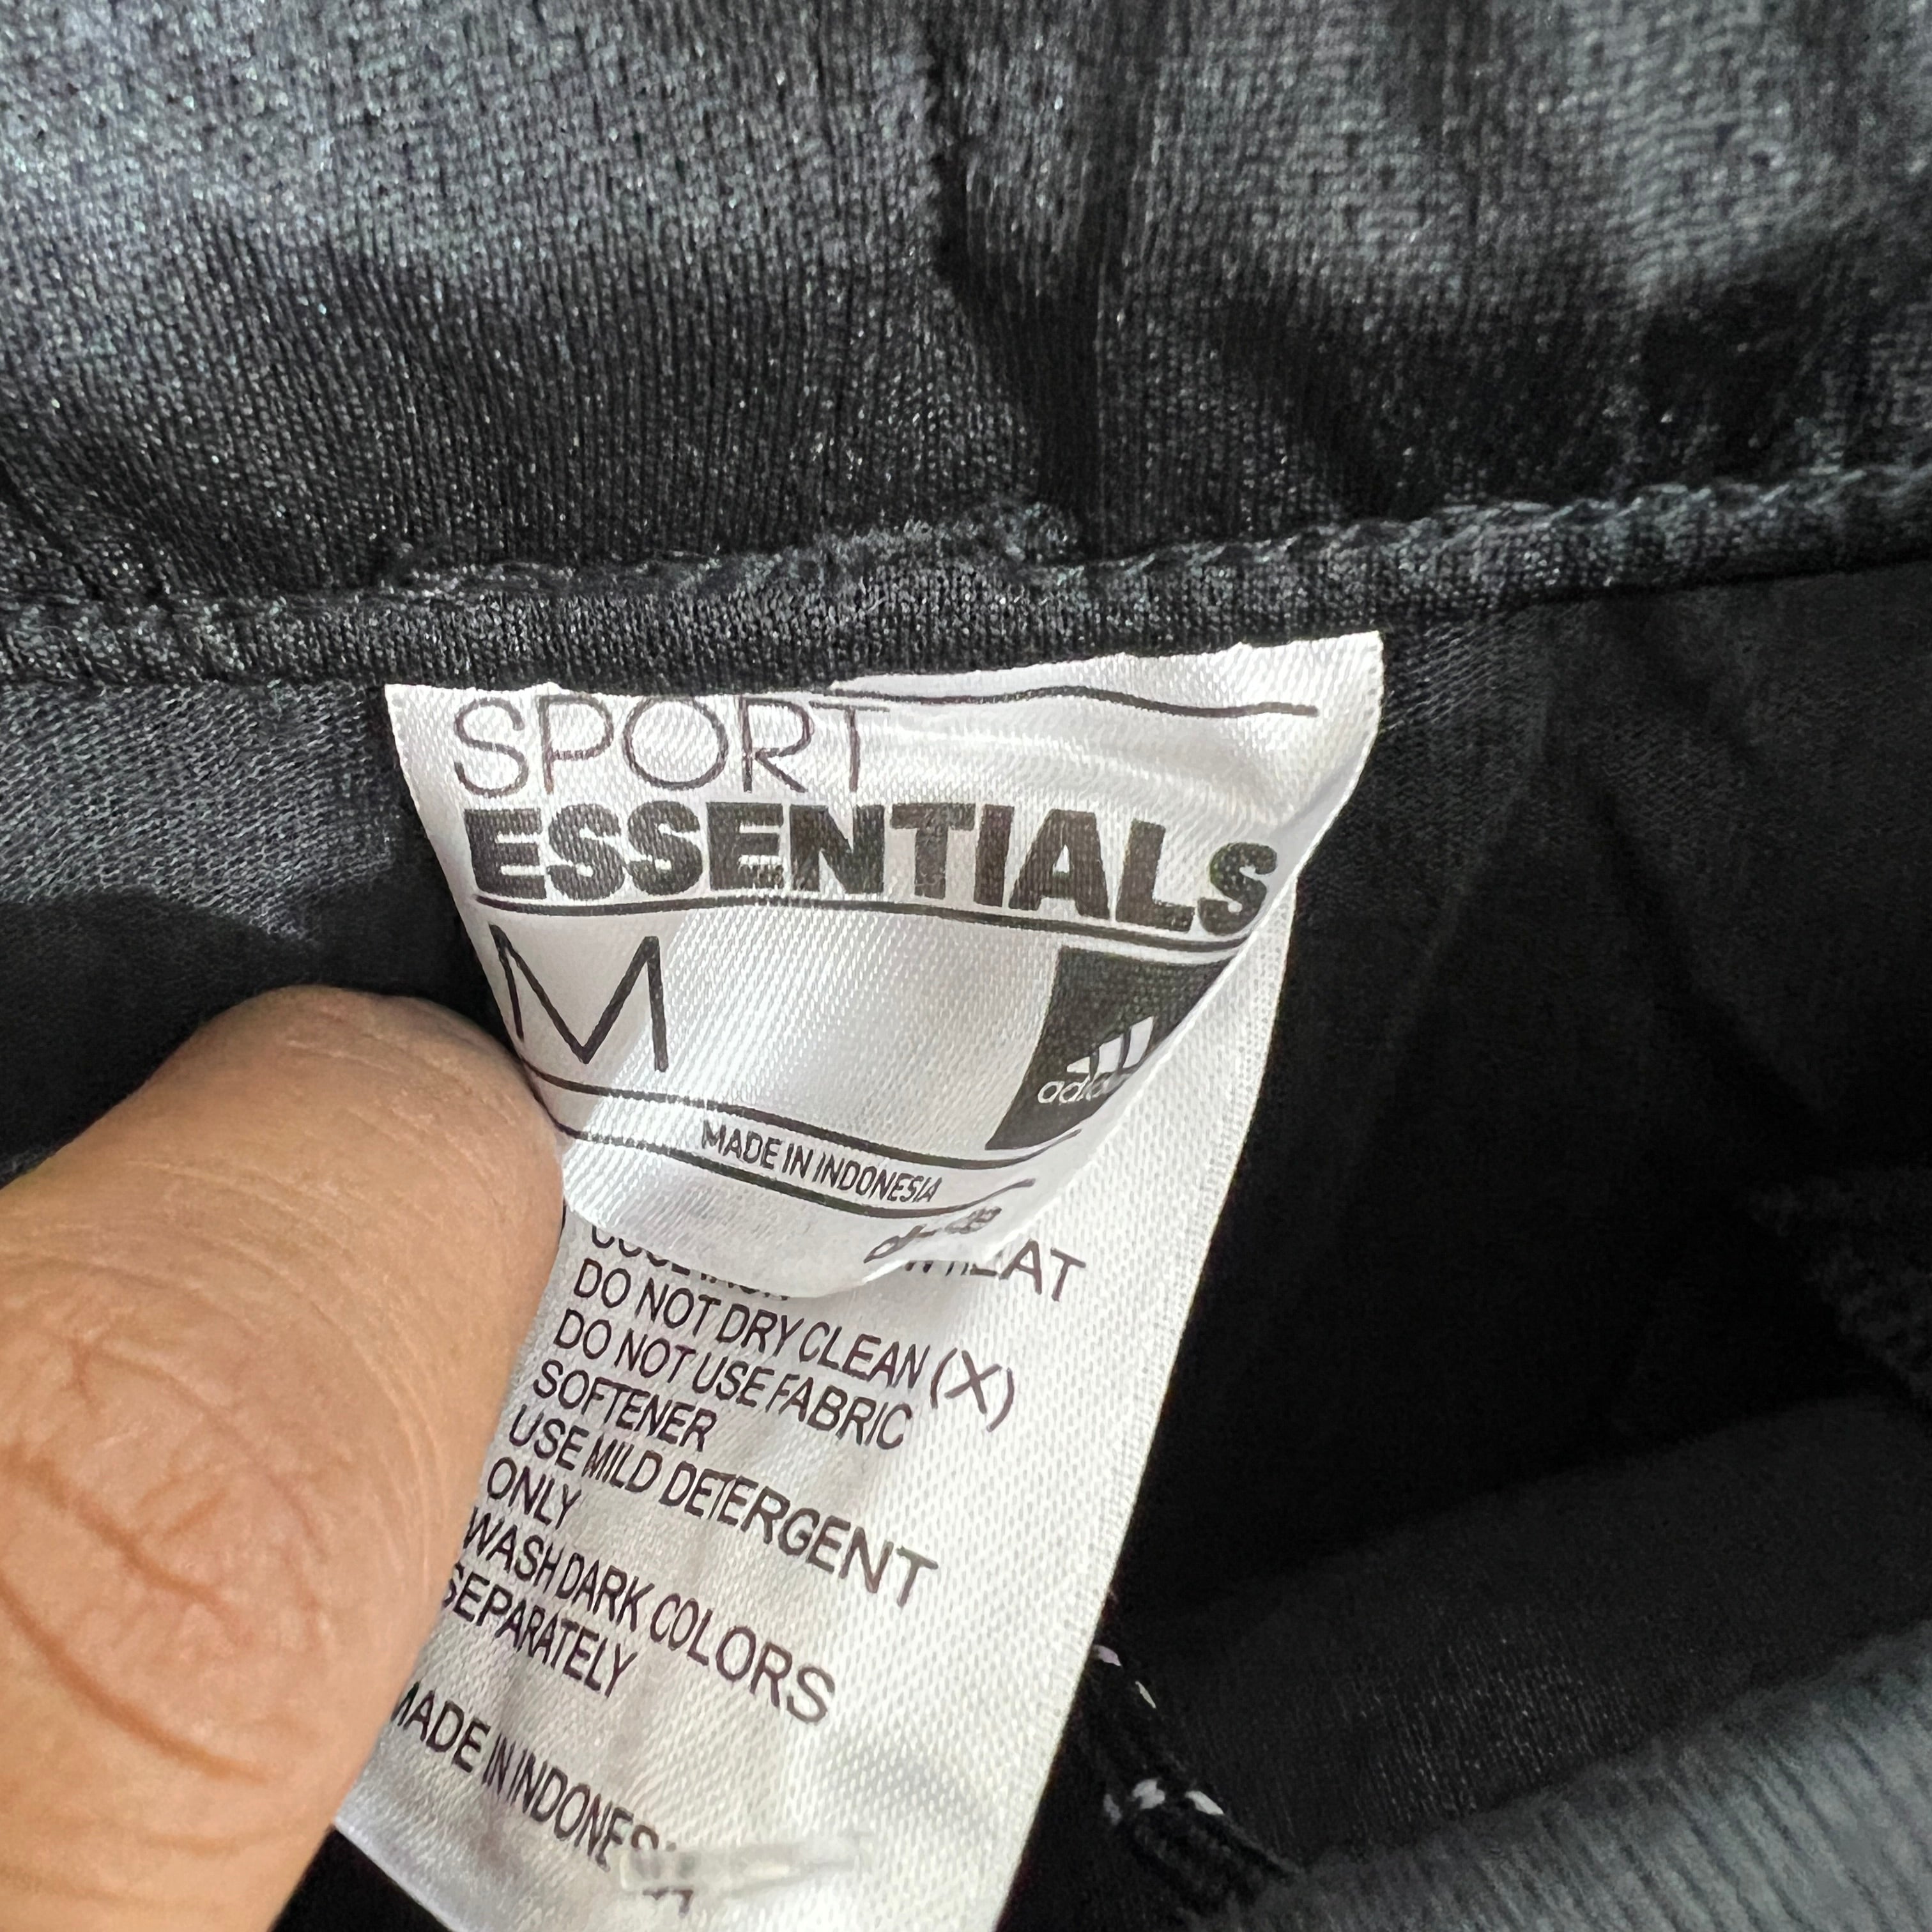 SPORT
ESSENTIALS
M
adidas
MADE IN INDONESIA
DO NOT DRY CLEAN (X)
DO NOT USE FABRIC
SOFTENER
USE MILD DETERGENT
ONLY
WASH DARK COLORS
SEPARATELY
MADE IN INDONESIA